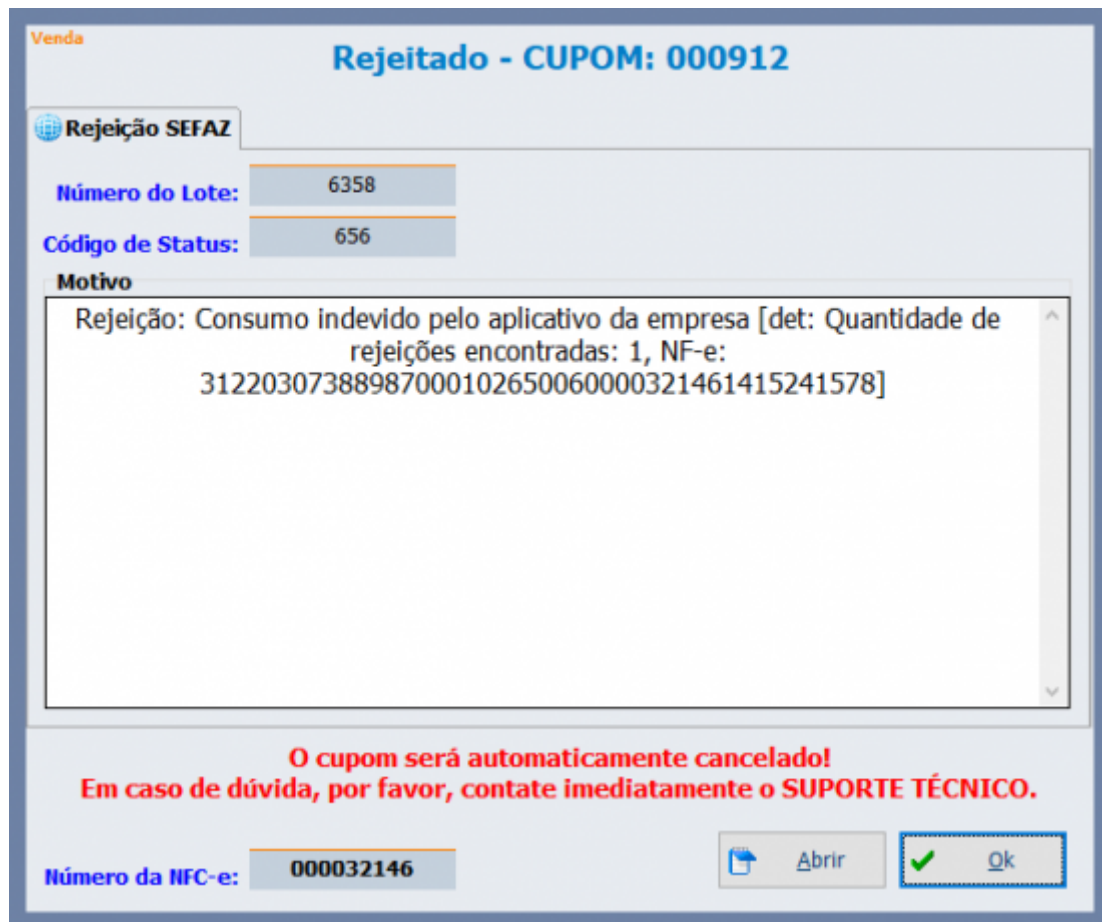 Venda
Rejeitado - CUPOM: 000912
Rejeição SEFAZ
Número do Lote: 6358
Código de Status: 656
Motivo
Rejeição: Consumo indevido pelo aplicativo da empresa [det: Quantidade de
rejeições encontradas: 1, NF-e:
31220307388987000102650060000321461415241578]
O cupom será automaticamente cancelado!
Em caso de dúvida, por favor, contate imediatamente o SUPORTE TÉCNICO.
Número da NFC-e: 000032146
Abrir
Ok